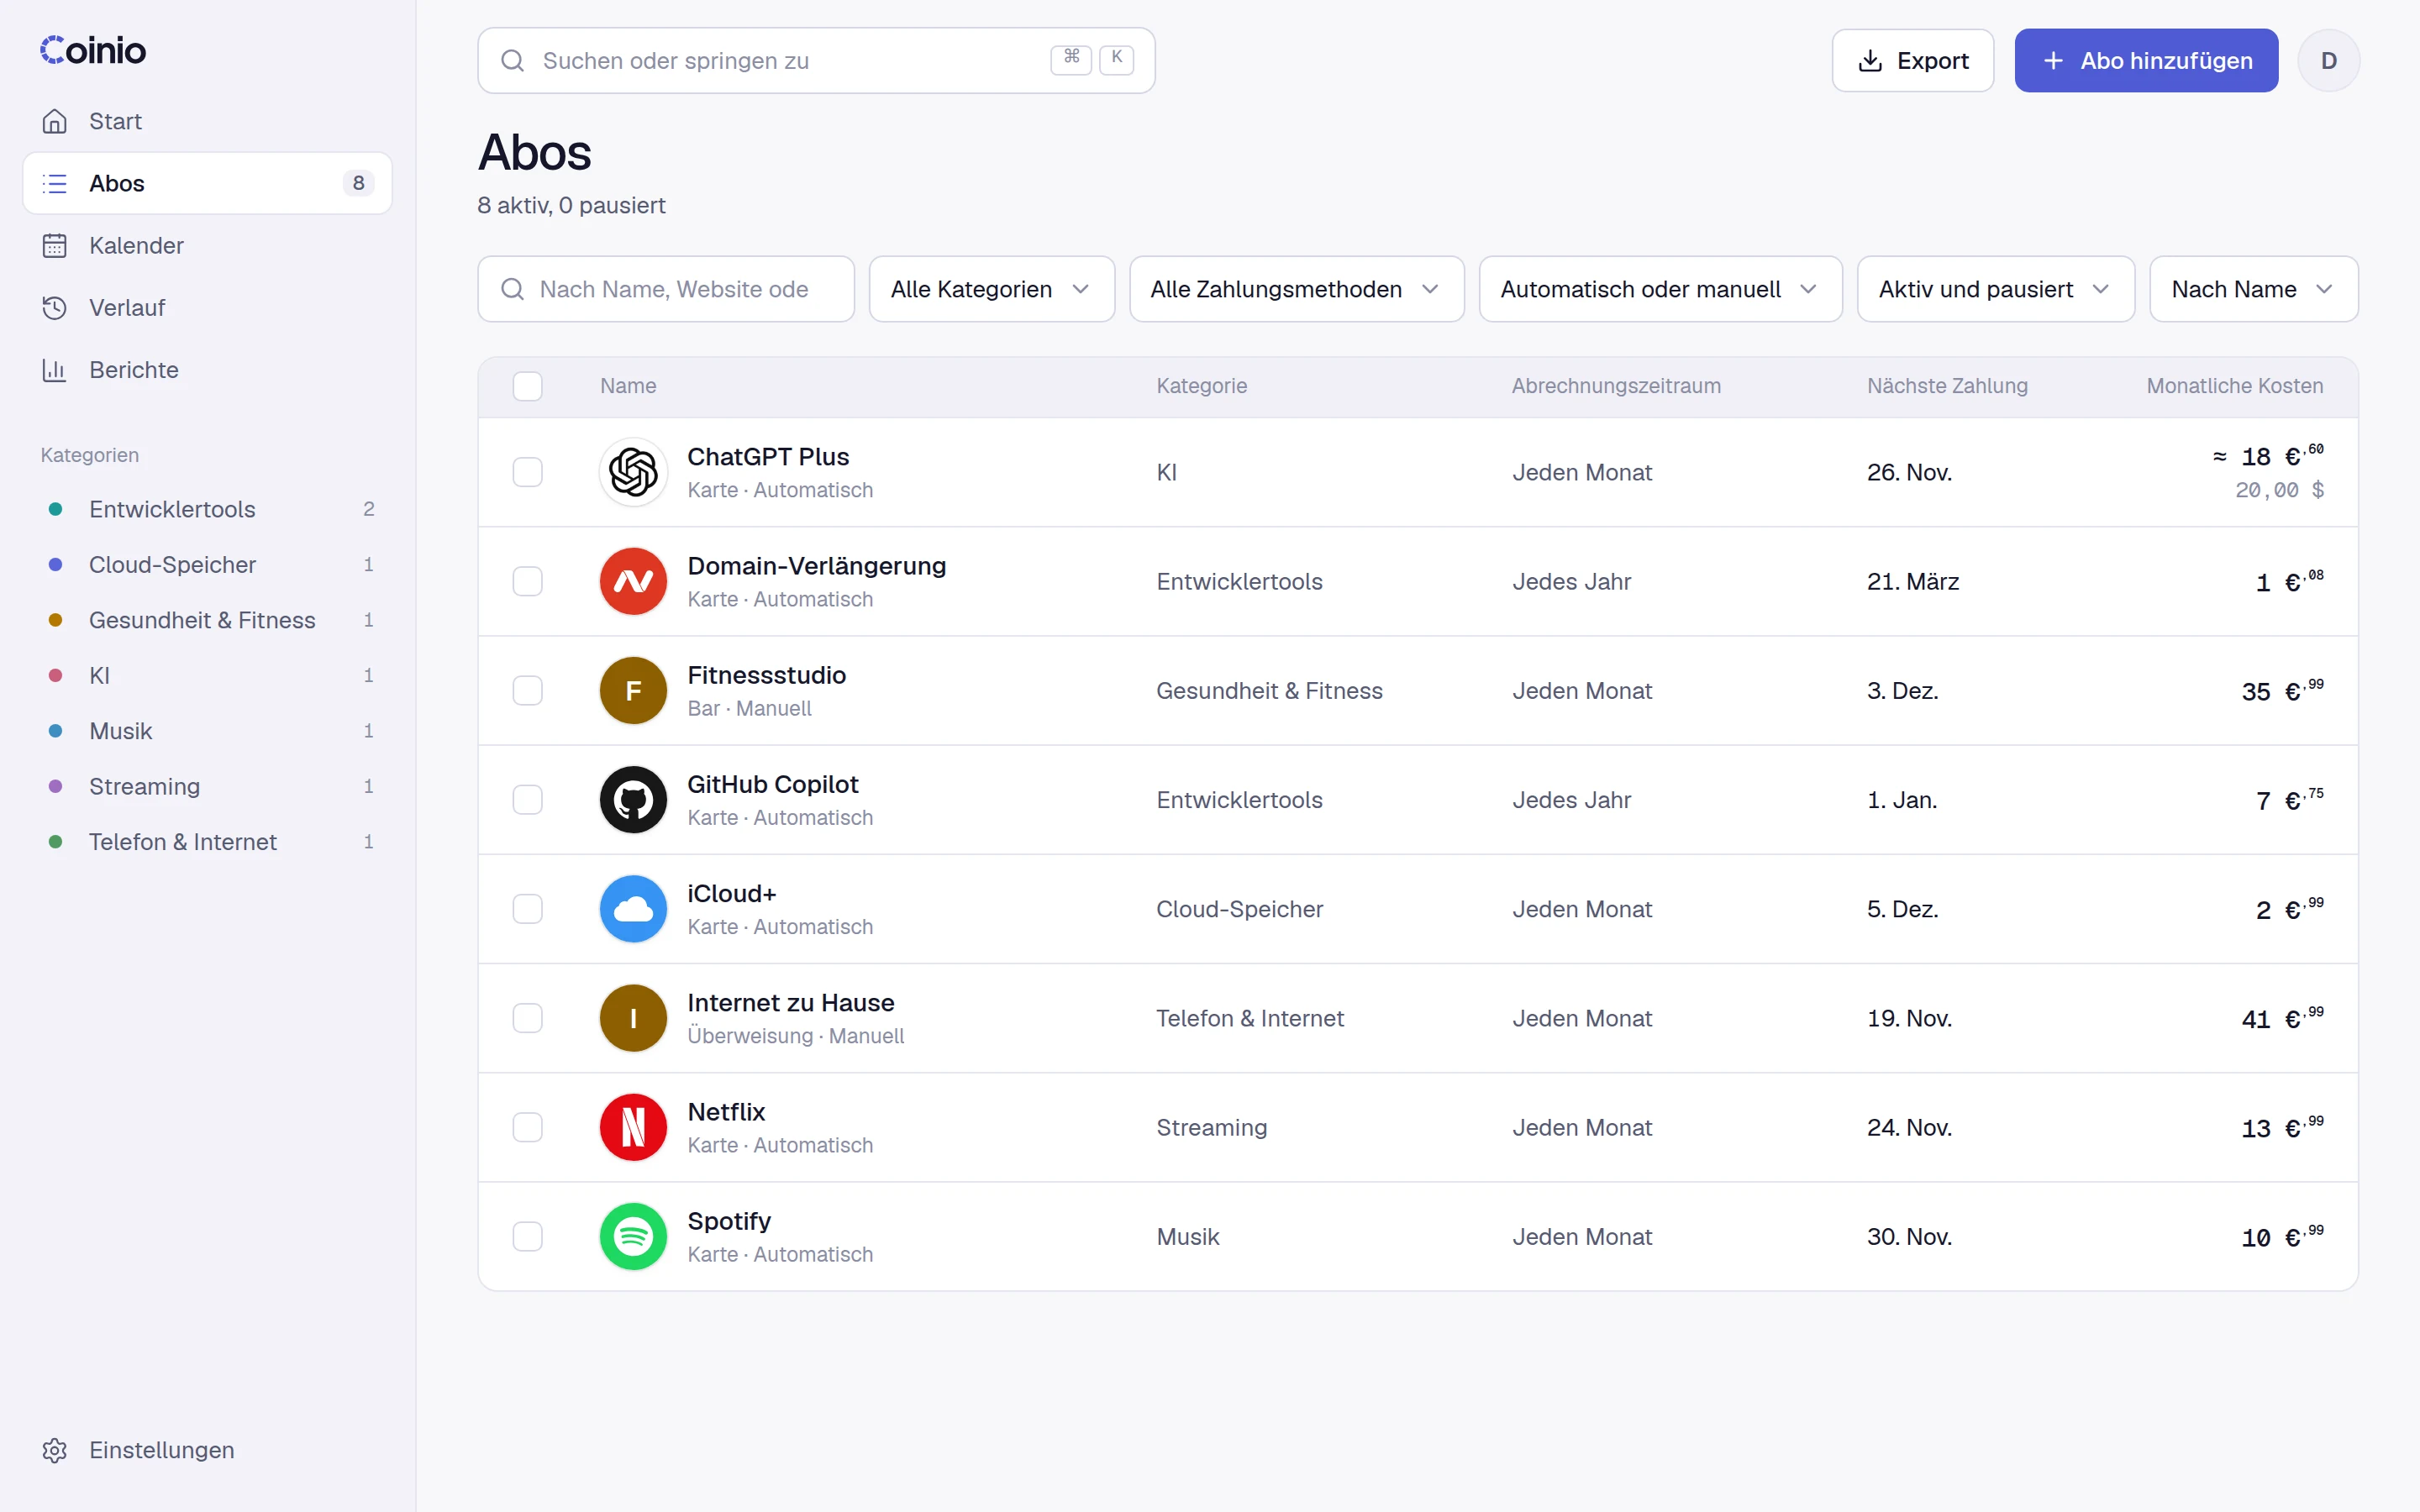 Coinio
Start
Abos 8
Kalender
Verlauf
Berichte
Kategorien
Entwicklertools 2
Cloud-Speicher 1
Gesundheit & Fitness 1
KI 1
Musik 1
Streaming 1
Telefon & Internet 1
Einstellungen
Suchen oder springen zu ⌘ K
Export
Abo hinzufügen
D
Abos
8 aktiv, 0 pausiert
Nach Name, Website ode
Alle Kategorien
Alle Zahlungsmethoden
Automatisch oder manuell
Aktiv und pausiert
Nach Name
Name Kategorie Abrechnungszeitraum Nächste Zahlung Monatliche Kosten
ChatGPT Plus KI Jeden Monat 26. Nov. ≈ 18 €,60
Karte · Automatisch 20,00 $
Domain-Verlängerung Entwicklertools Jedes Jahr 21. März 1 €,08
Karte · Automatisch
F Fitnessstudio Gesundheit & Fitness Jeden Monat 3. Dez. 35 €,99
Bar · Manuell
GitHub Copilot Entwicklertools Jedes Jahr 1. Jan. 7 €,75
Karte · Automatisch
iCloud+ Cloud-Speicher Jeden Monat 5. Dez. 2 €,99
Karte · Automatisch
I Internet zu Hause Telefon & Internet Jeden Monat 19. Nov. 41 €,99
Überweisung · Manuell
N Netflix Streaming Jeden Monat 24. Nov. 13 €,99
Karte · Automatisch
Spotify Musik Jeden Monat 30. Nov. 10 €,99
Karte · Automatisch